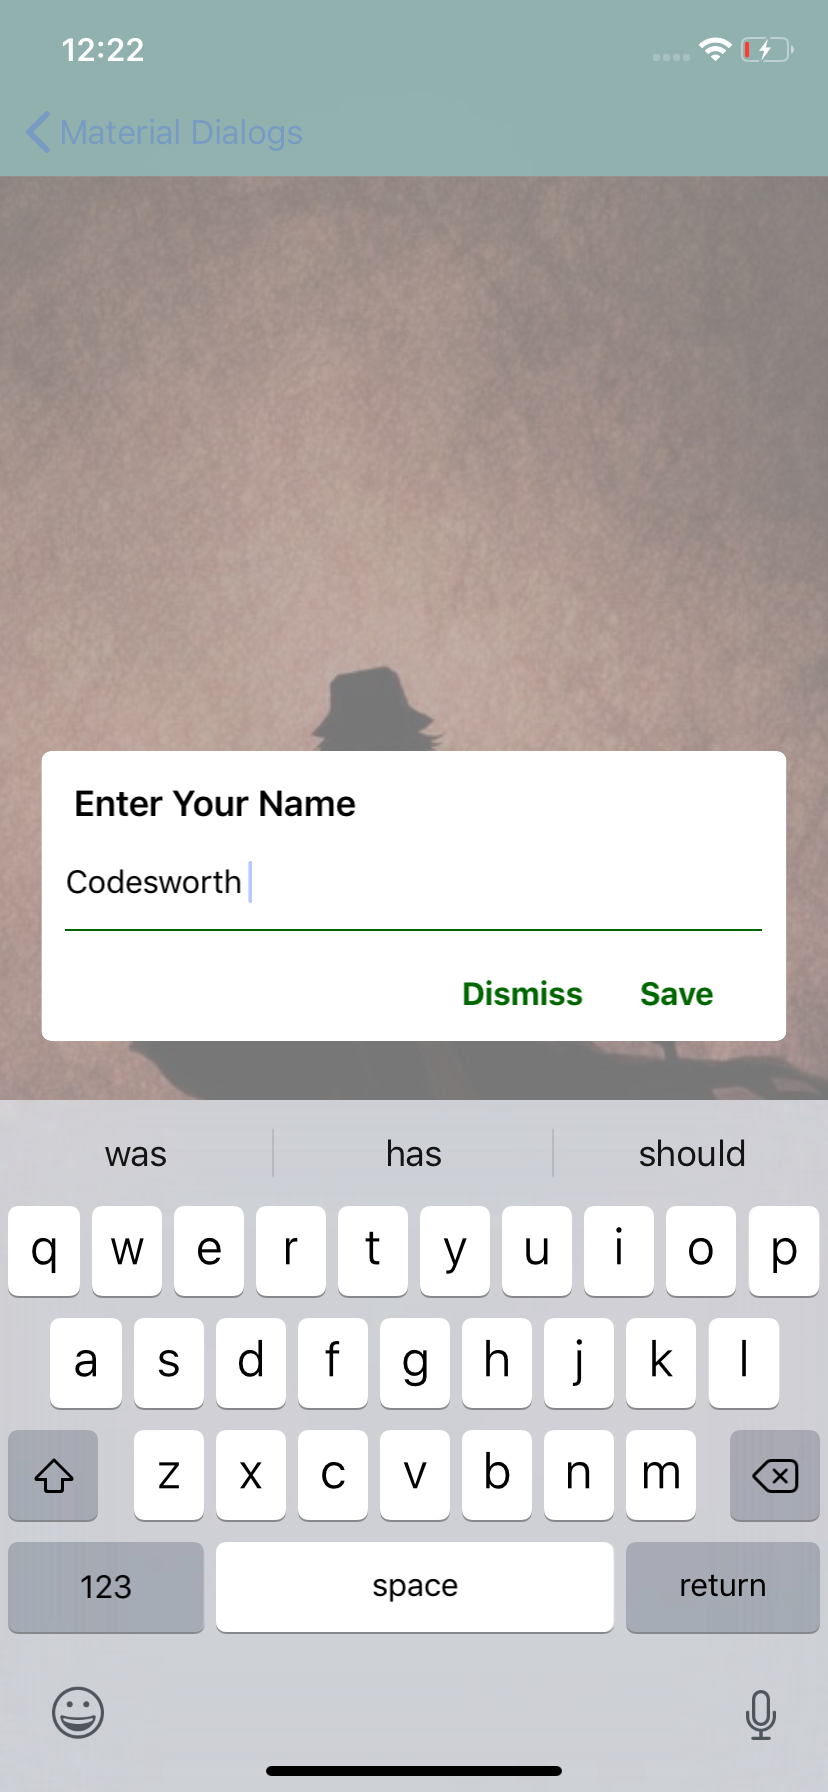 12:22
Material Dialogs
Enter Your Name
Codesworth
Dismiss Save
was has should
q w e r t y u i o p
a s d f g h j k l
z x c v b n m
123 space return